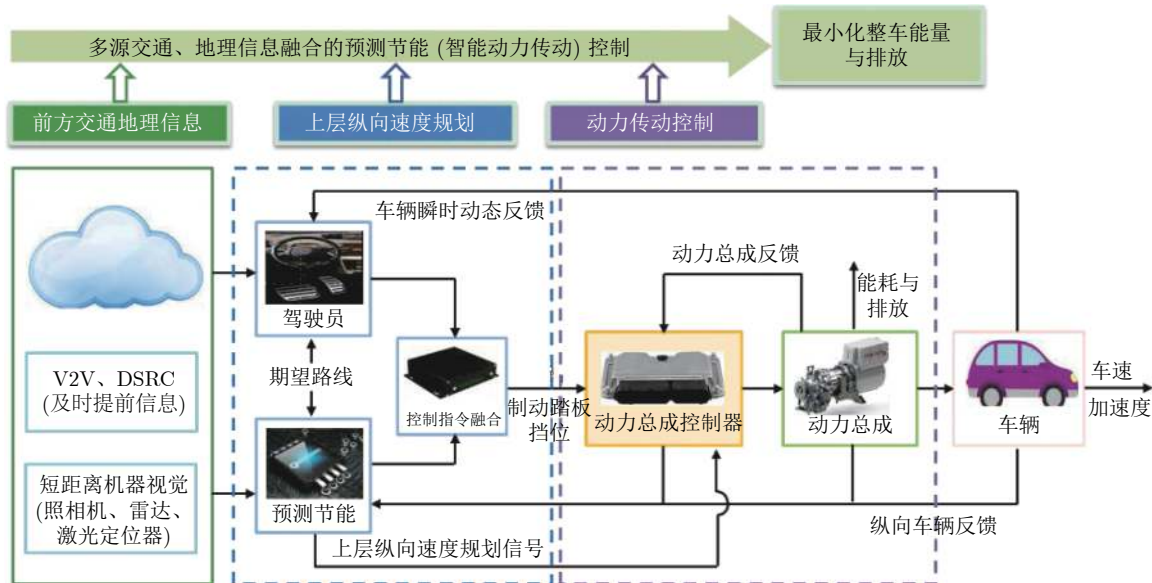 多源交通、地理信息融合的预测节能 (智能动力传动) 控制
最小化整车能量
与排放
前方交通地理信息
上层纵向速度规划
动力传动控制
车辆瞬时动态反馈
动力总成反馈
能耗与
排放
驾驶员
V2V、DSRC
(及时提前信息)
期望路线
控制指令融合
制动踏板
挡位
动力总成控制器
动力总成
车辆
车速
加速度
短距离机器视觉
(照相机、雷达、
激光定位器)
预测节能
纵向车辆反馈
上层纵向速度规划信号